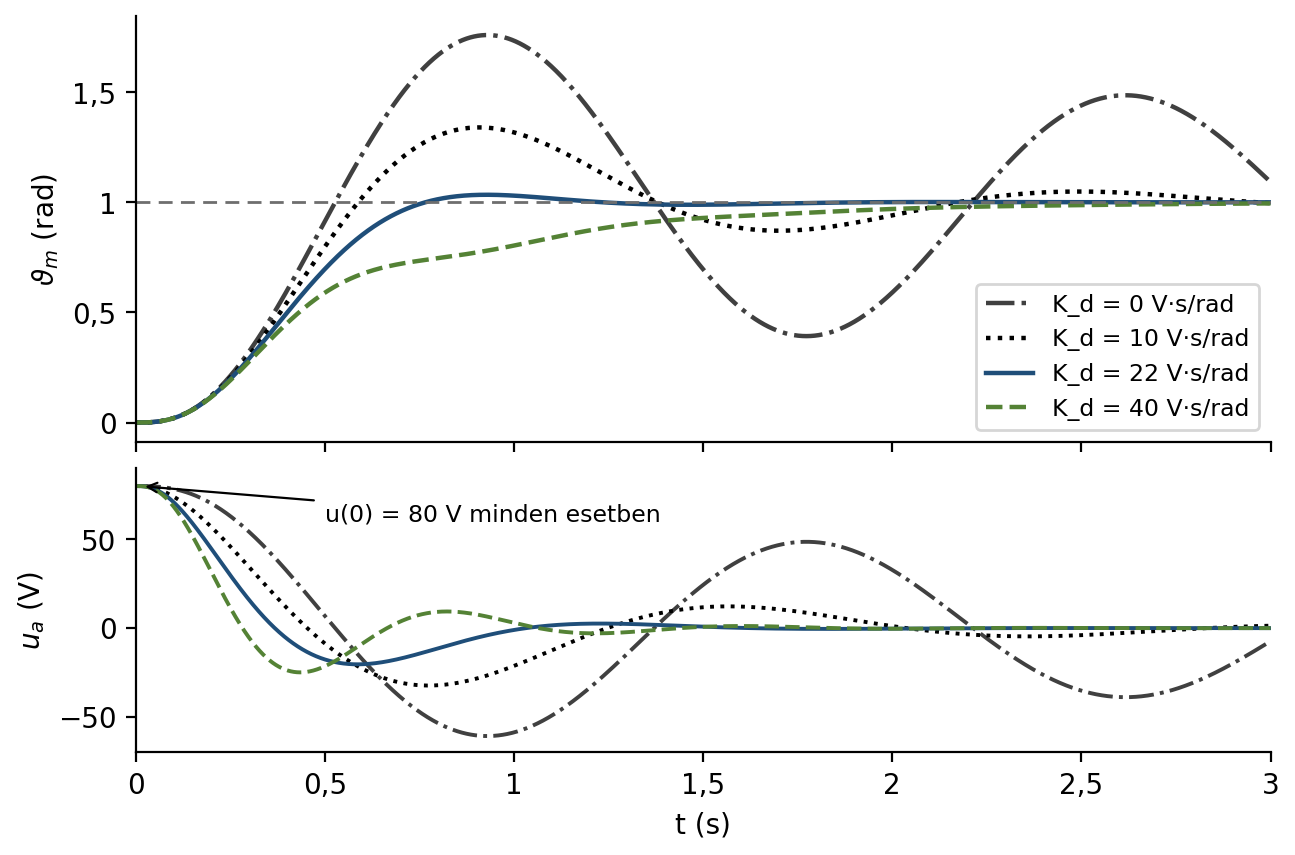 1,5
1
0,5
0
ϑ_m (rad)
K_d = 0 V·s/rad
K_d = 10 V·s/rad
K_d = 22 V·s/rad
K_d = 40 V·s/rad
u(0) = 80 V minden esetben
50
0
−50
u_a (V)
0
0,5
1
1,5
2
2,5
3
t (s)